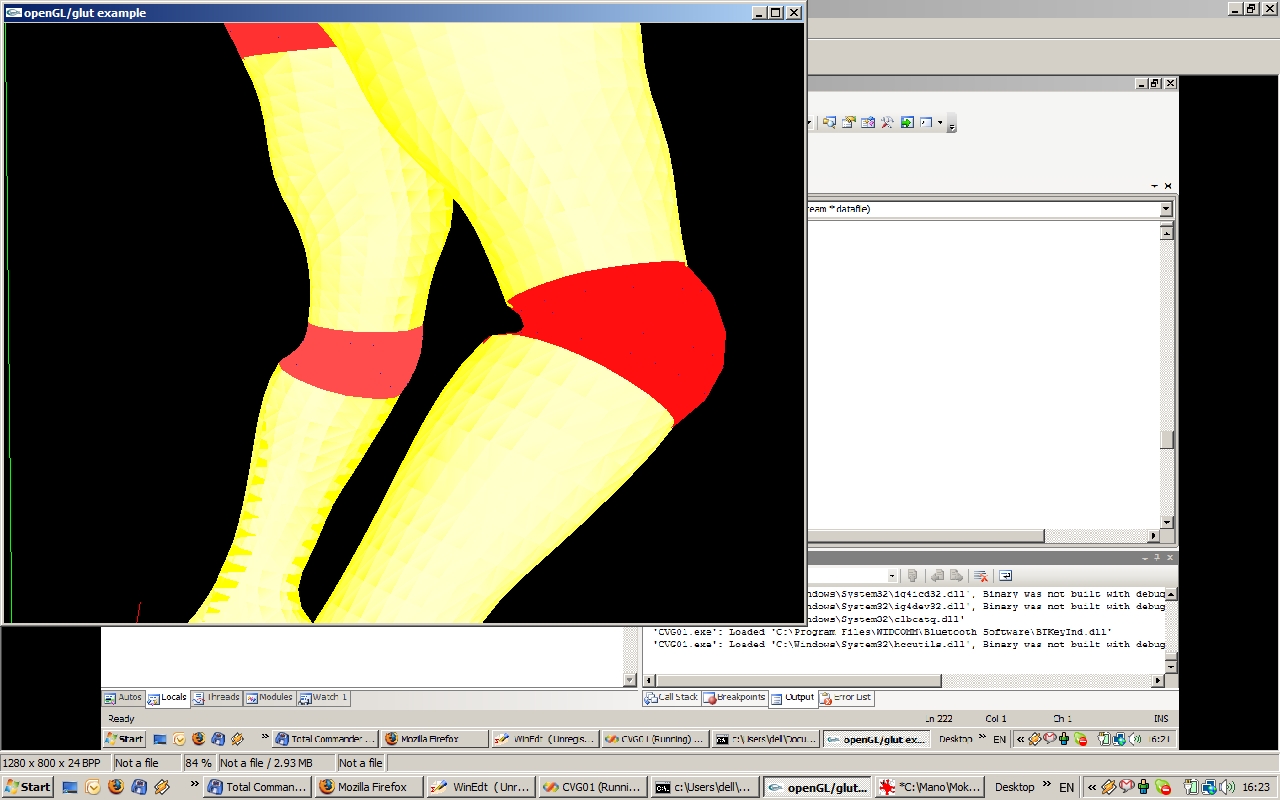 openGL/glut example
ream *datafile)
ndows\System32\ig4icd32.dll', Binary was not built with debug
ndows\System32\ig4dev32.dll', Binary was not built with debug
ndows\System32\clbcatq.dll'
'CVG01.exe': Loaded 'C:\Program Files\WIDCOMM\Bluetooth Software\BTKeyInd.dll'
'CVG01.exe': Loaded 'C:\Windows\System32\hccutils.dll', Binary was not built with debug
Autos Locals Threads Modules Watch 1 Call Stack Breakpoints Output Error List
Ready Ln 222 Col 1 Ch 1 INS
Start Total Commander ... Mozilla Firefox WinEdt (Unregis... CVG01 (Running) ... c:\Users\dell\Docu... openGL/glut ex... Desktop EN 16:21
1280 x 800 x 24 BPP Not a file 84 % Not a file / 2.93 MB Not a file
Start Total Comman... Mozilla Firefox WinEdt (Unr... CVG01 (Runni... c:\Users\dell\... openGL/glut... *C:\Mano\Mok... Desktop EN 16:23